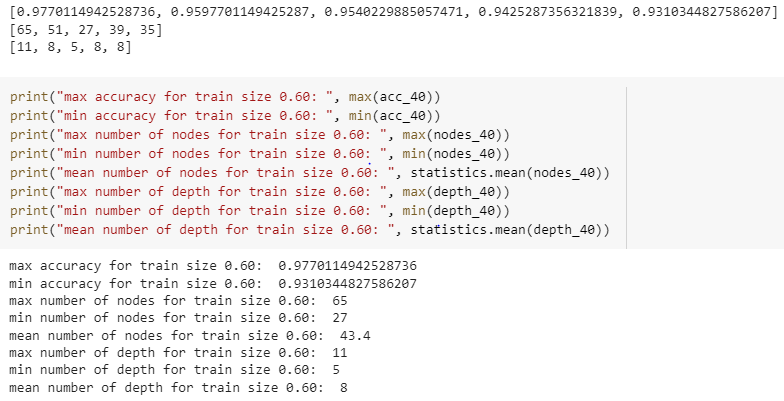 [0.9770114942528736, 0.9597701149425287, 0.9540229885057471, 0.9425287356321839, 0.9310344827586207]
[65, 51, 27, 39, 35]
[11, 8, 5, 8, 8]
print("max accuracy for train size 0.60: ", max(acc_40))
print("min accuracy for train size 0.60: ", min(acc_40))
print("max number of nodes for train size 0.60: ", max(nodes_40))
print("min number of nodes for train size 0.60: ", min(nodes_40))
print("mean number of nodes for train size 0.60: ", statistics.mean(nodes_40))
print("max number of depth for train size 0.60: ", max(depth_40))
print("min number of depth for train size 0.60: ", min(depth_40))
print("mean number of depth for train size 0.60: ", statistics.mean(depth_40))
max accuracy for train size 0.60:  0.9770114942528736
min accuracy for train size 0.60:  0.9310344827586207
max number of nodes for train size 0.60:  65
min number of nodes for train size 0.60:  27
mean number of nodes for train size 0.60:  43.4
max number of depth for train size 0.60:  11
min number of depth for train size 0.60:  5
mean number of depth for train size 0.60:  8